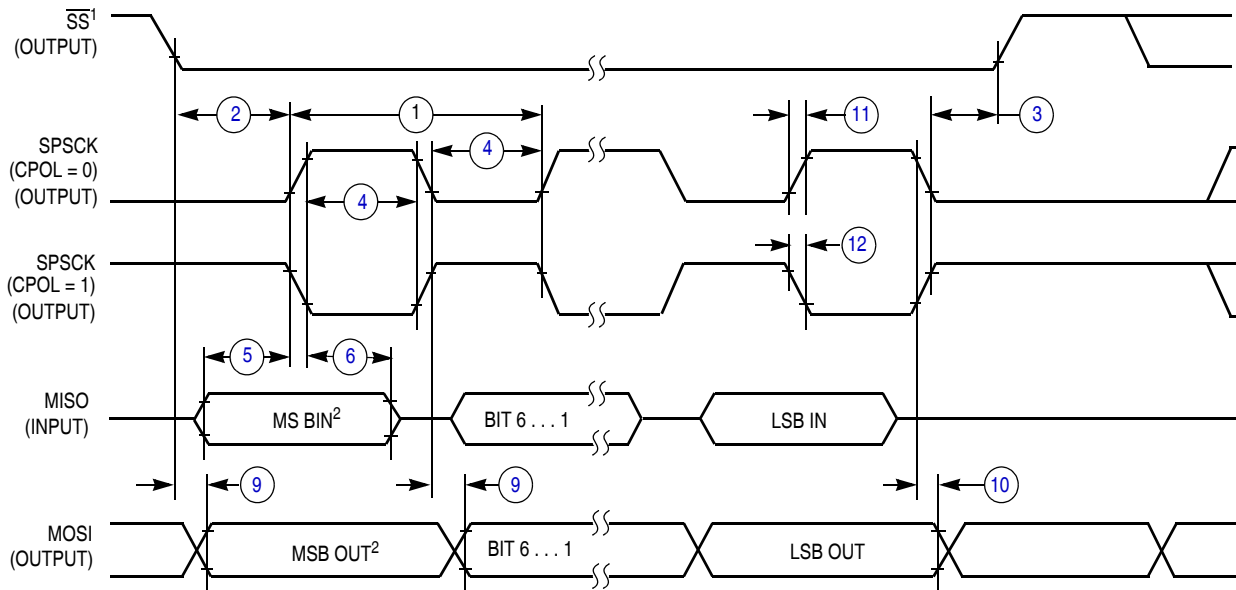 SS¹
(OUTPUT)
2
1
11
3
SPSCK
(CPOL = 0)
(OUTPUT)
4
4
SPSCK
(CPOL = 1)
(OUTPUT)
12
5
6
MISO
(INPUT)
MS BIN²
BIT 6 . . . 1
LSB IN
9
9
10
MOSI
(OUTPUT)
MSB OUT²
BIT 6 . . . 1
LSB OUT